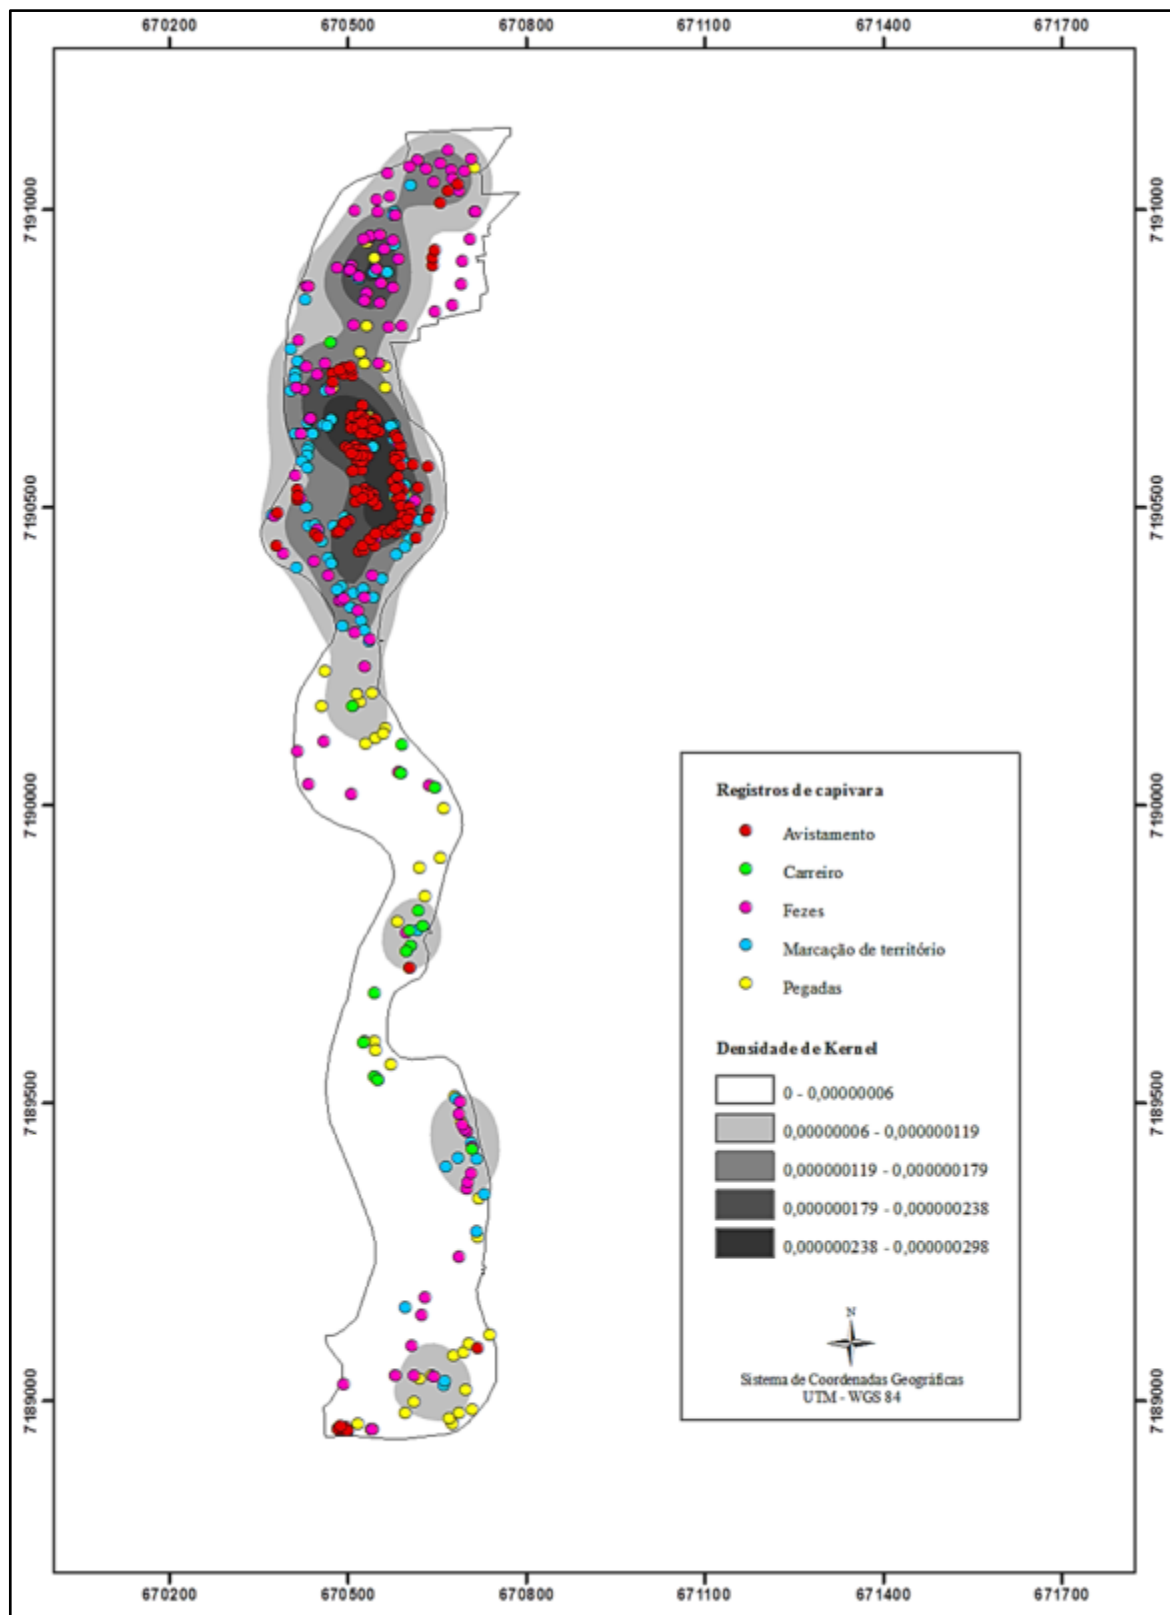 670200 670500 670800 671100 671400 671700
7191000 7191000
7190500 7190500
7190000 7190000
7189500 7189500
7189000 7189000
Registros de capivara
Avistamento
Carreiro
Fezes
Marcação de território
Pegadas
Densidade de Kernel
0 - 0,00000006
0,00000006 - 0,000000119
0,000000119 - 0,000000179
0,000000179 - 0,000000238
0,000000238 - 0,000000298
N
Sistema de Coordenadas Geográficas
UTM - WGS 84
670200 670500 670800 671100 671400 671700